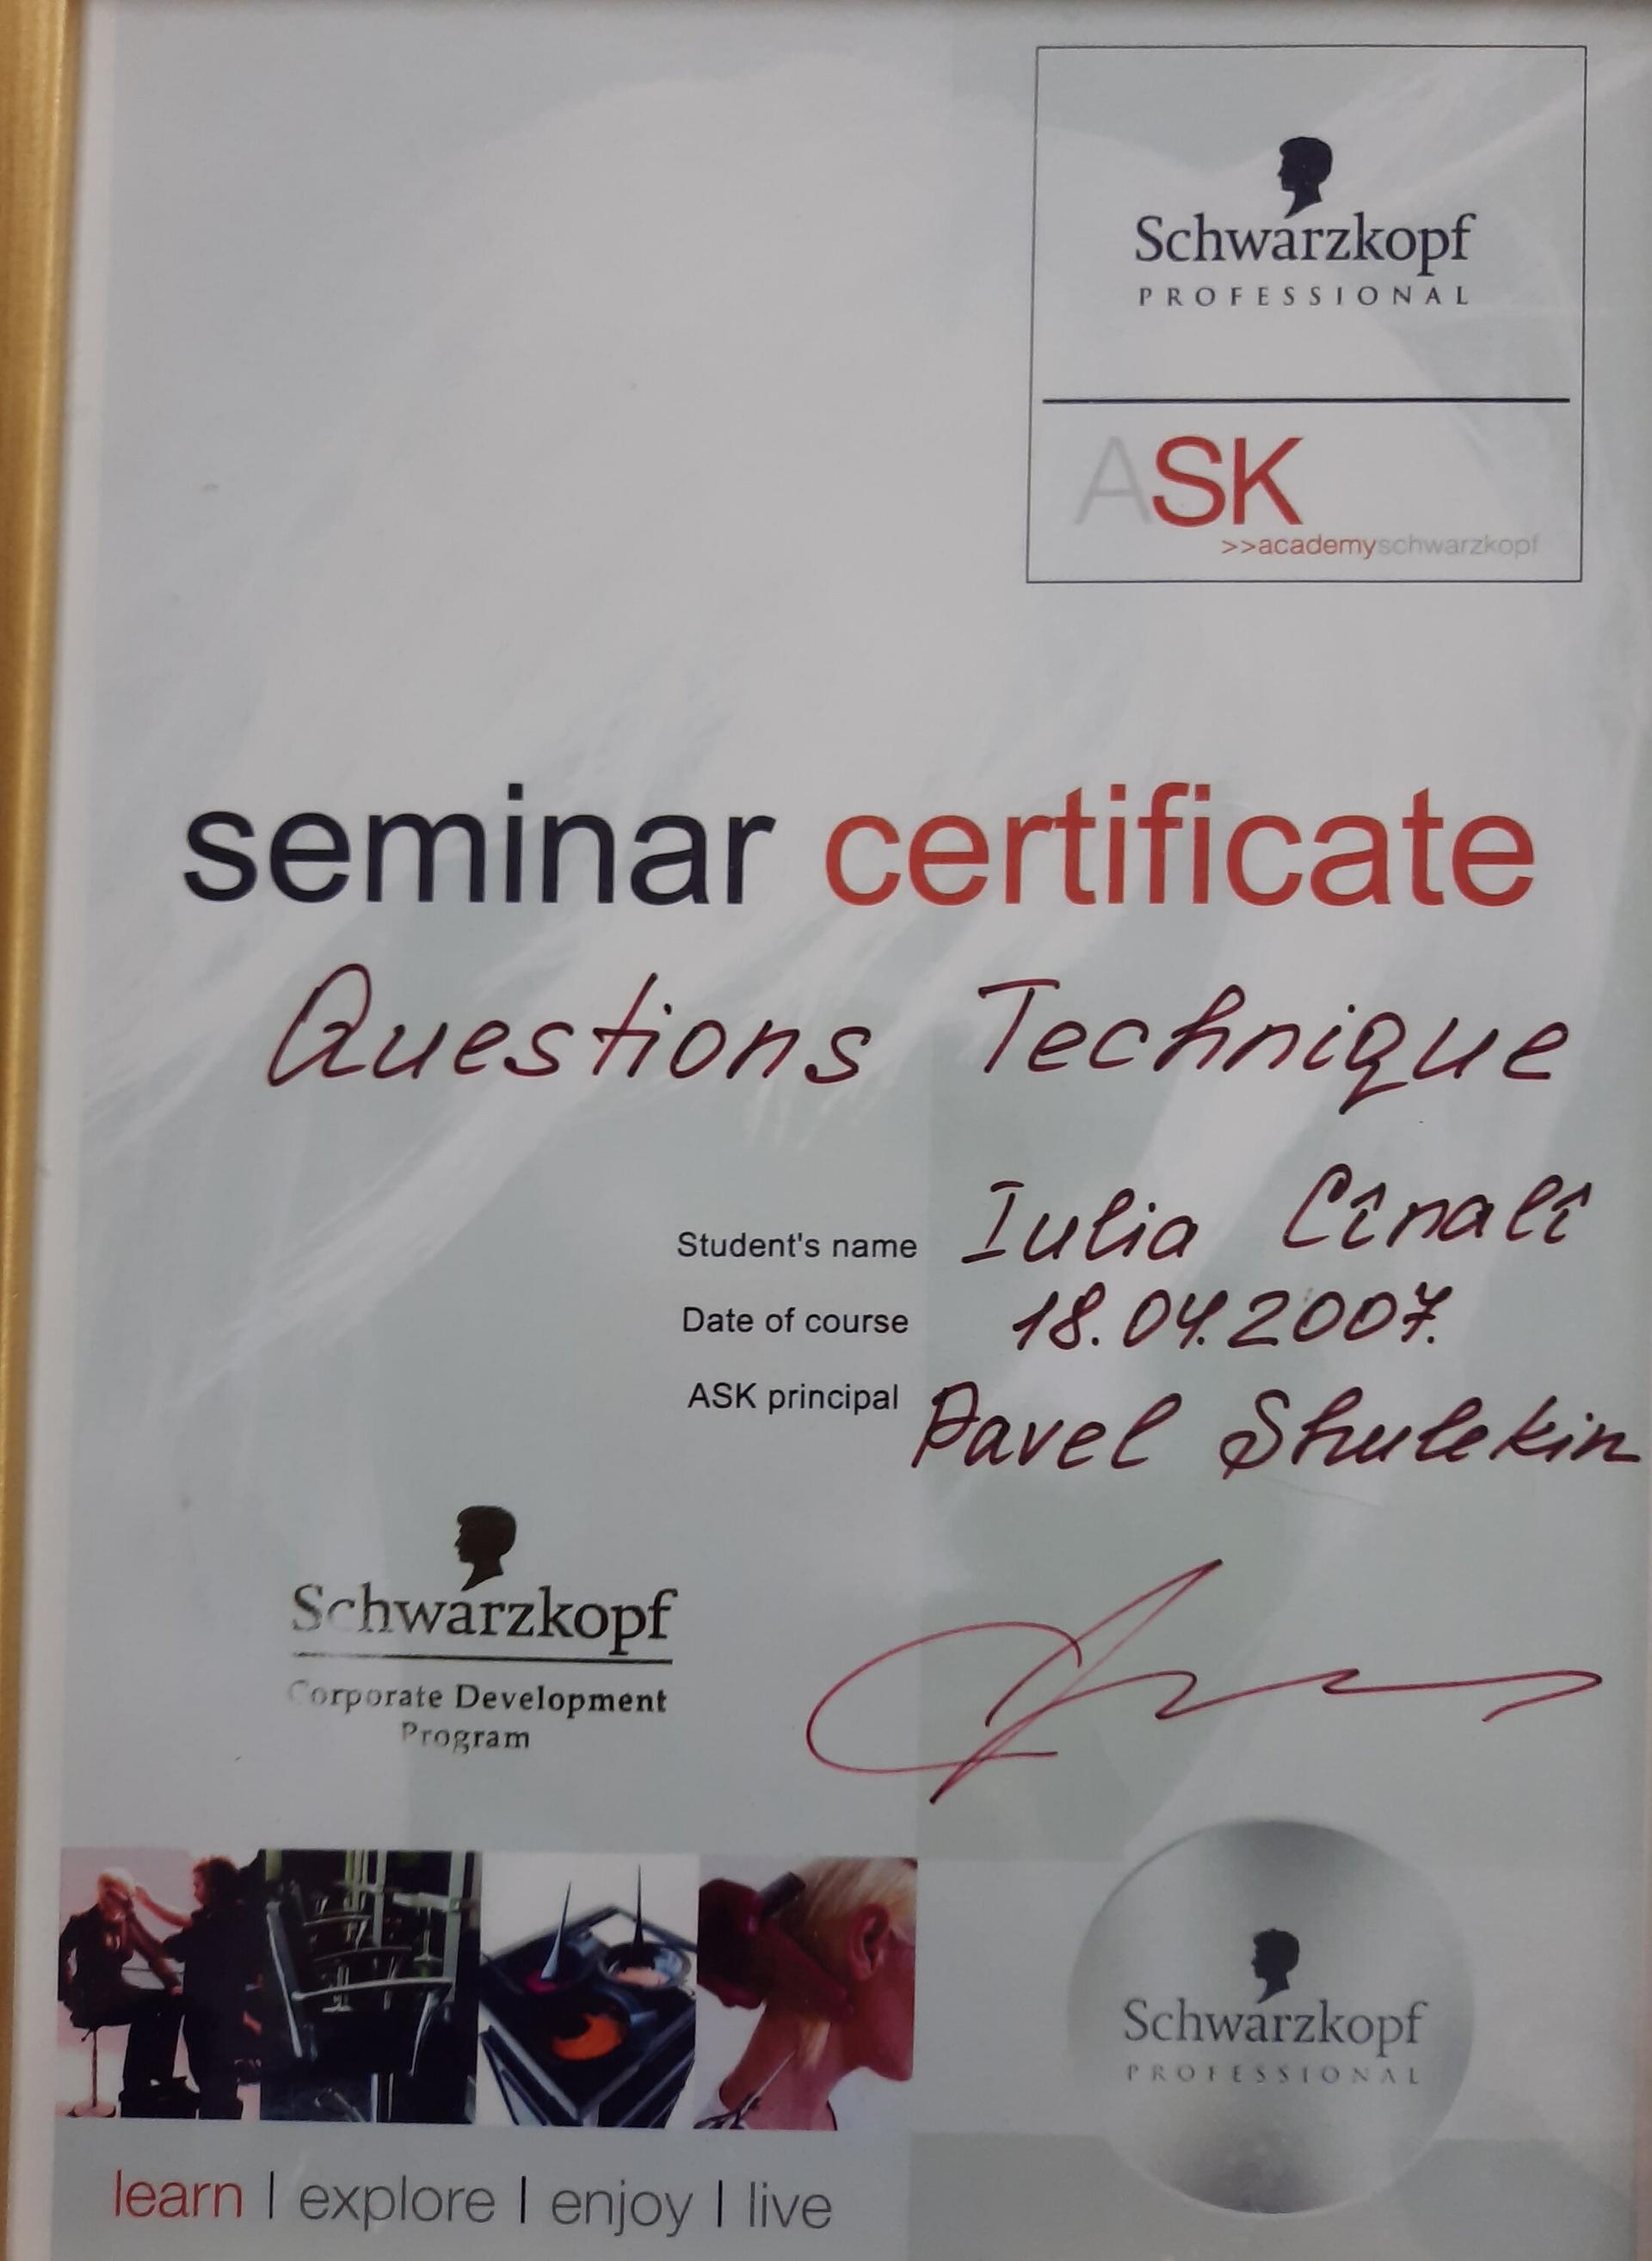 Schwarzkopf
PROFESSIONAL
ASK
>>academyschwarzkopf
seminar certificate
Questions Technique
Student's name Iulia Cînalî
Date of course 18.04.2007.
ASK principal Pavel Shulekin
Schwarzkopf
Corporate Development
Program
Schwarzkopf
PROFESSIONAL
learn | explore | enjoy | live